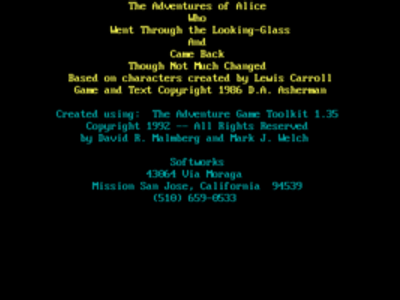 The Adventures of Alice
Who
Went Through the Looking-Glass
And
Came Back
Though Not Much Changed
Based on characters created by Lewis Carroll
Game and Text Copyright 1986 D.A. Asherman
Created using:  The Adventure Game Toolkit 1.35
Copyright 1992 -- All Rights Reserved
by David R. Malmberg and Mark J. Welch
Softworks
43064 Via Moraga
Mission San Jose, California  94539
(510) 659-0533